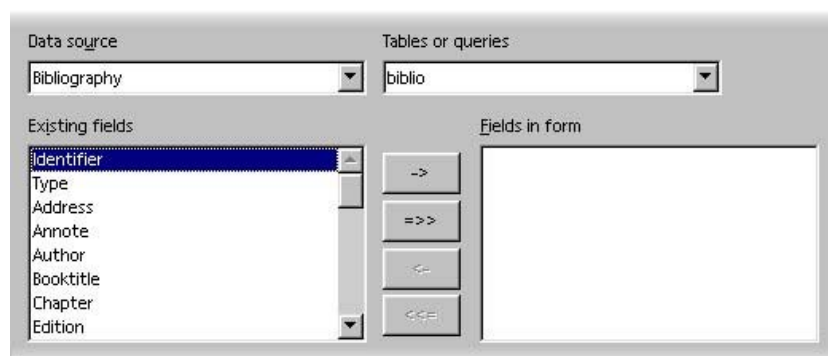 Data source
Tables or queries
Bibliography
biblio
Existing fields
Fields in form
Identifier
Type
Address
Annote
Author
Booktitle
Chapter
Edition
->
=>>
<-
<<=